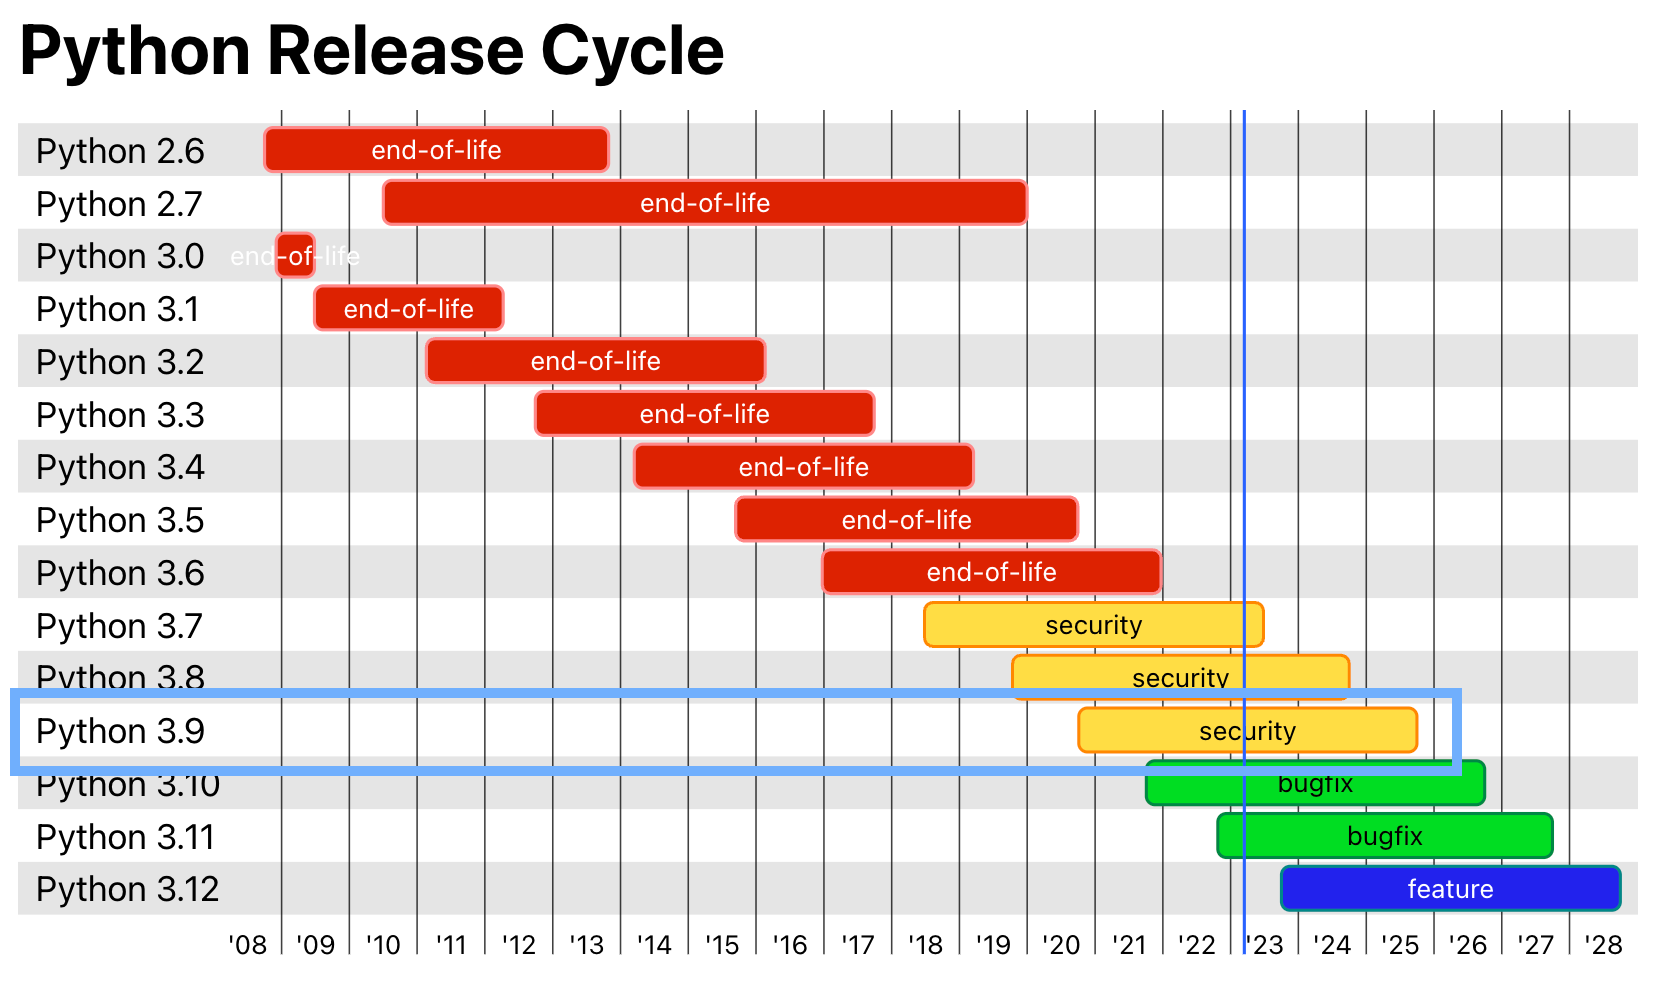 Python Release Cycle
Python 2.6 end-of-life
Python 2.7 end-of-life
Python 3.0 end-of-life
Python 3.1 end-of-life
Python 3.2 end-of-life
Python 3.3 end-of-life
Python 3.4 end-of-life
Python 3.5 end-of-life
Python 3.6 end-of-life
Python 3.7 security
Python 3.8 security
Python 3.9 security
Python 3.10 bugfix
Python 3.11 bugfix
Python 3.12 feature
'08 '09 '10 '11 '12 '13 '14 '15 '16 '17 '18 '19 '20 '21 '22 '23 '24 '25 '26 '27 '28